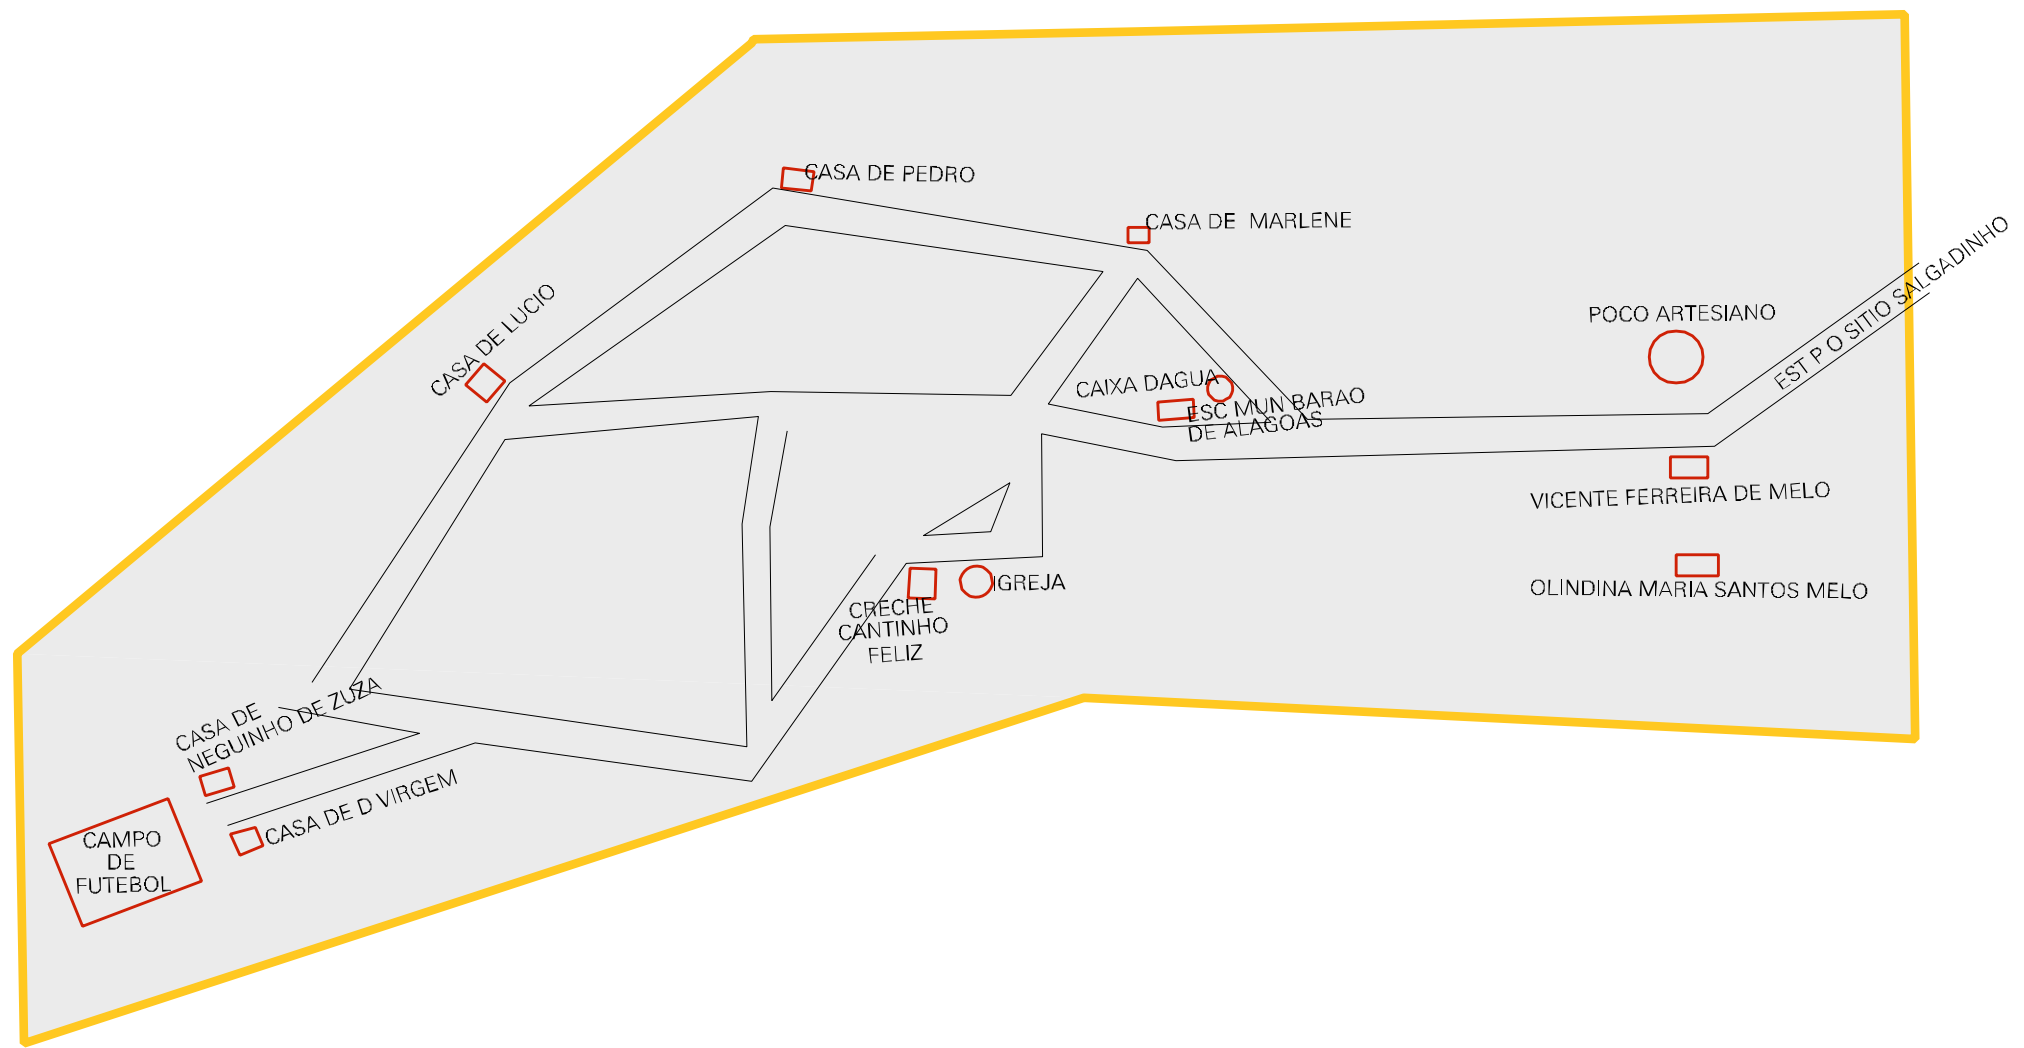 CASA DE PEDRO
CASA DE MARLENE
CASA DE LUCIO
POCO ARTESIANO
EST P O SITIO SALGADINHO
CAIXA DAGUA
ESC MUN BARAO
DE ALAGOAS
VICENTE FERREIRA DE MELO
OLINDINA MARIA SANTOS MELO
IGREJA
CRECHE
CANTINHO
FELIZ
CASA DE
NEGUINHO DE ZUZA
CASA DE D VIRGEM
CAMPO
DE
FUTEBOL